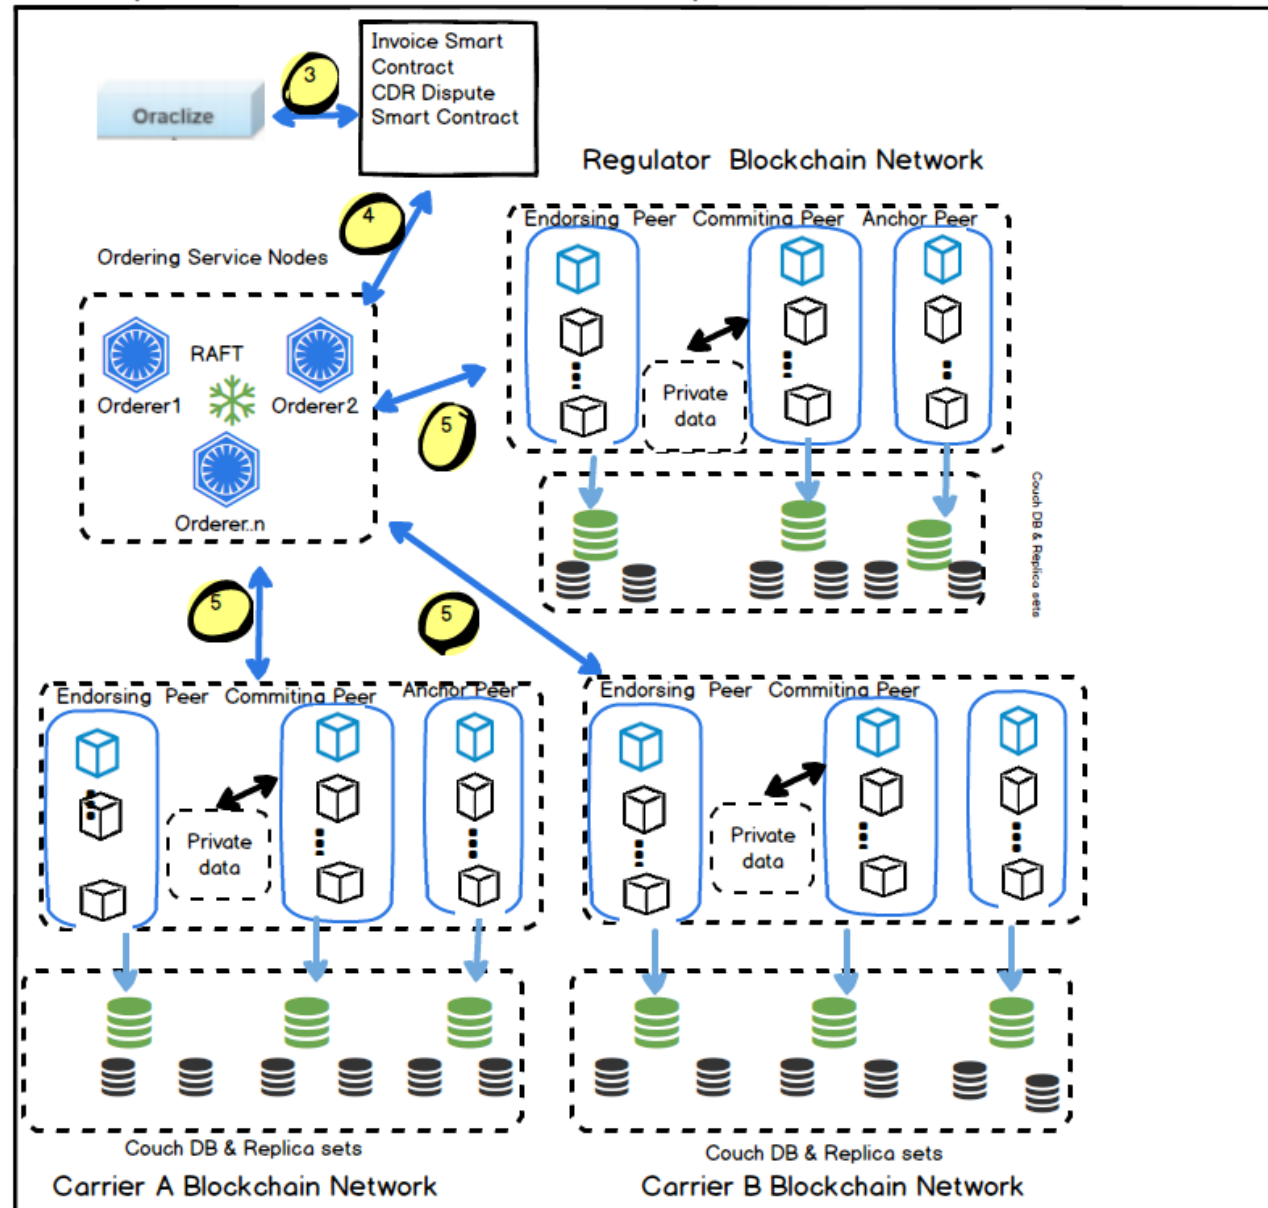 Invoice Smart
Contract
CDR Dispute
Smart Contract
3
Oraclize
Regulator Blockchain Network
4
Endorsing Peer Commiting Peer Anchor Peer
Ordering Service Nodes
RAFT
Orderer1
Orderer2
Private
data
5
Orderer..n
Couch DB & Replica sets
5
5
Endorsing Peer Commiting Peer Anchor Peer
Endorsing Peer Commiting Peer
Private
data
Private
data
Couch DB & Replica sets
Couch DB & Replica sets
Carrier A Blockchain Network
Carrier B Blockchain Network